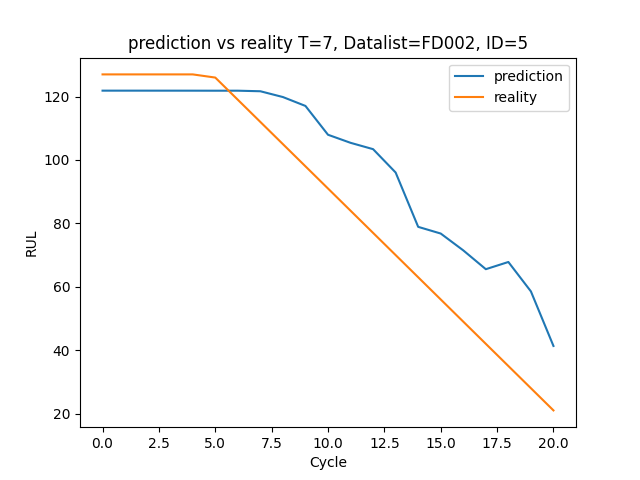 prediction vs reality T=7, Datalist=FD002, ID=5
prediction
reality
RUL
120
100
80
60
40
20
0.0 2.5 5.0 7.5 10.0 12.5 15.0 17.5 20.0
Cycle